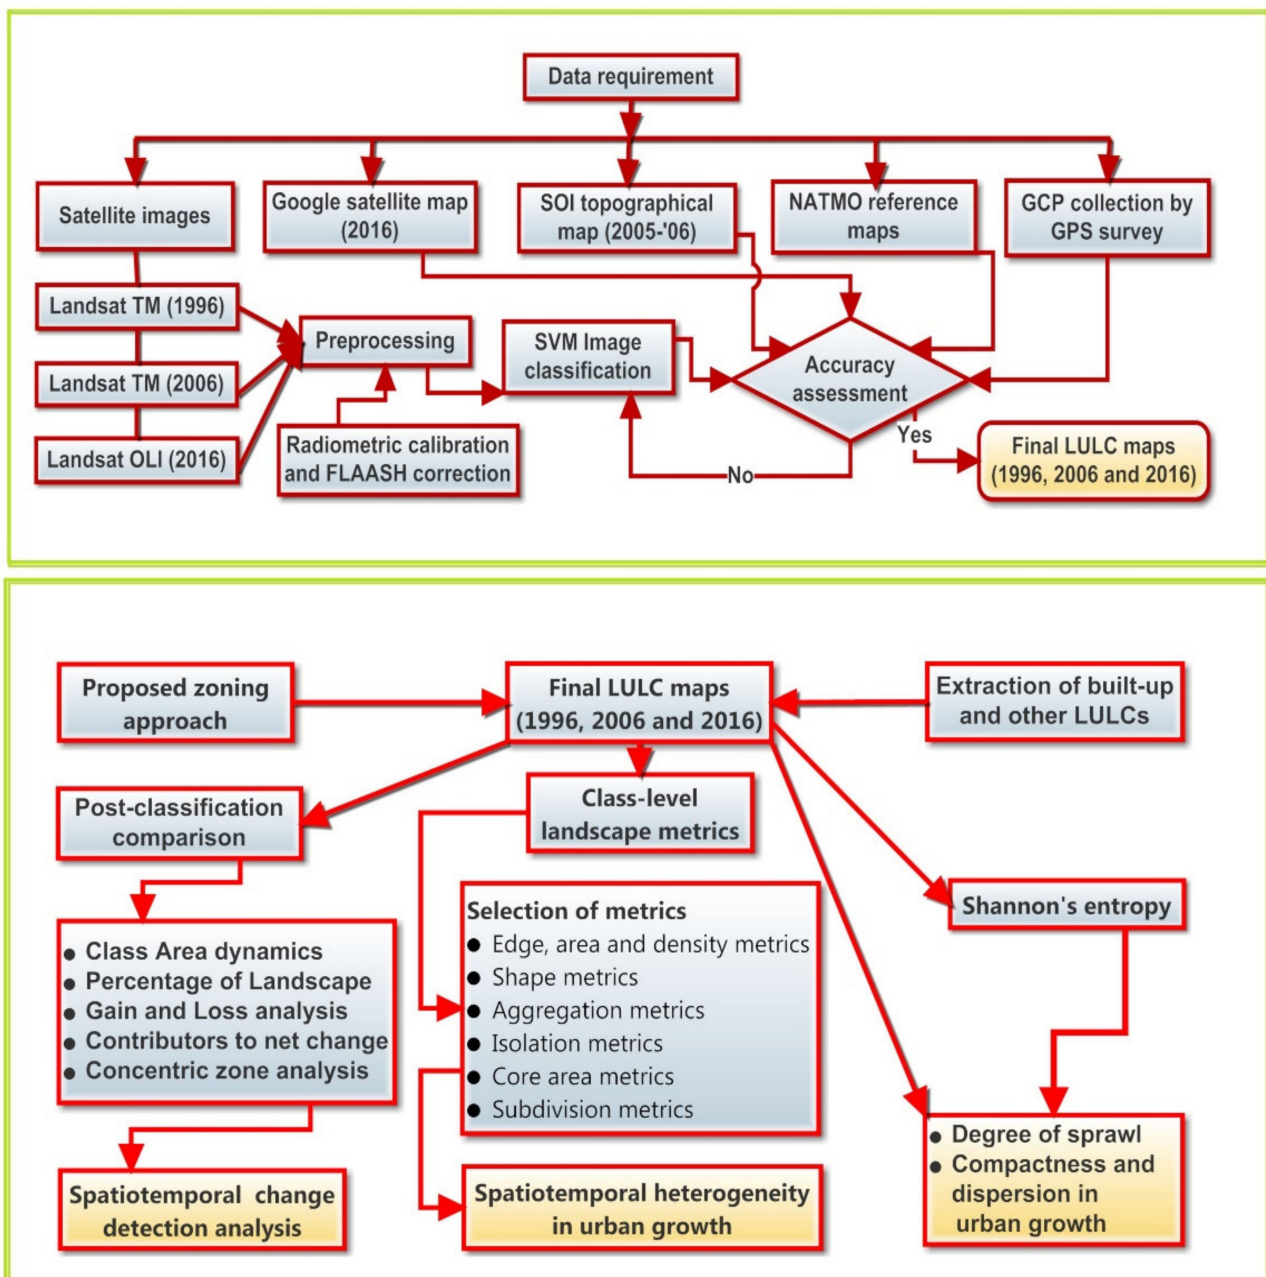 Data requirement
Satellite images
Google satellite map
(2016)
SOI topographical
map (2005-'06)
NATMO reference
maps
GCP collection by
GPS survey
Landsat TM (1996)
Landsat TM (2006)
Landsat OLI (2016)
Preprocessing
Radiometric calibration
and FLAASH correction
SVM Image
classification
Accuracy
assessment
No
Yes
Final LULC maps
(1996, 2006 and 2016)
Proposed zoning
approach
Final LULC maps
(1996, 2006 and 2016)
Extraction of built-up
and other LULCs
Post-classification
comparison
Class-level
landscape metrics
Shannon's entropy
● Class Area dynamics
● Percentage of Landscape
● Gain and Loss analysis
● Contributors to net change
● Concentric zone analysis
Selection of metrics
● Edge, area and density metrics
● Shape metrics
● Aggregation metrics
● Isolation metrics
● Core area metrics
● Subdivision metrics
● Degree of sprawl
● Compactness and
dispersion in
urban growth
Spatiotemporal change
detection analysis
Spatiotemporal heterogeneity
in urban growth